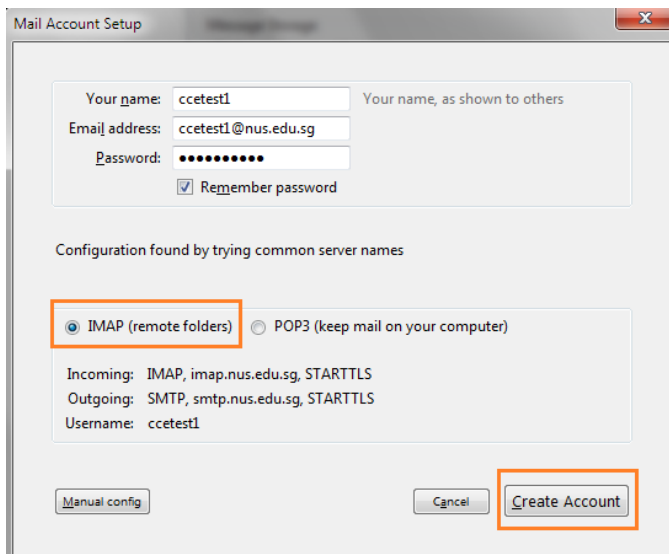 Mail Account Setup
Your name: ccetest1 Your name, as shown to others
Email address: ccetest1@nus.edu.sg
Password: ●●●●●●●●●●
Remember password
Configuration found by trying common server names
IMAP (remote folders) POP3 (keep mail on your computer)
Incoming: IMAP, imap.nus.edu.sg, STARTTLS
Outgoing: SMTP, smtp.nus.edu.sg, STARTTLS
Username: ccetest1
Manual config Cancel Create Account